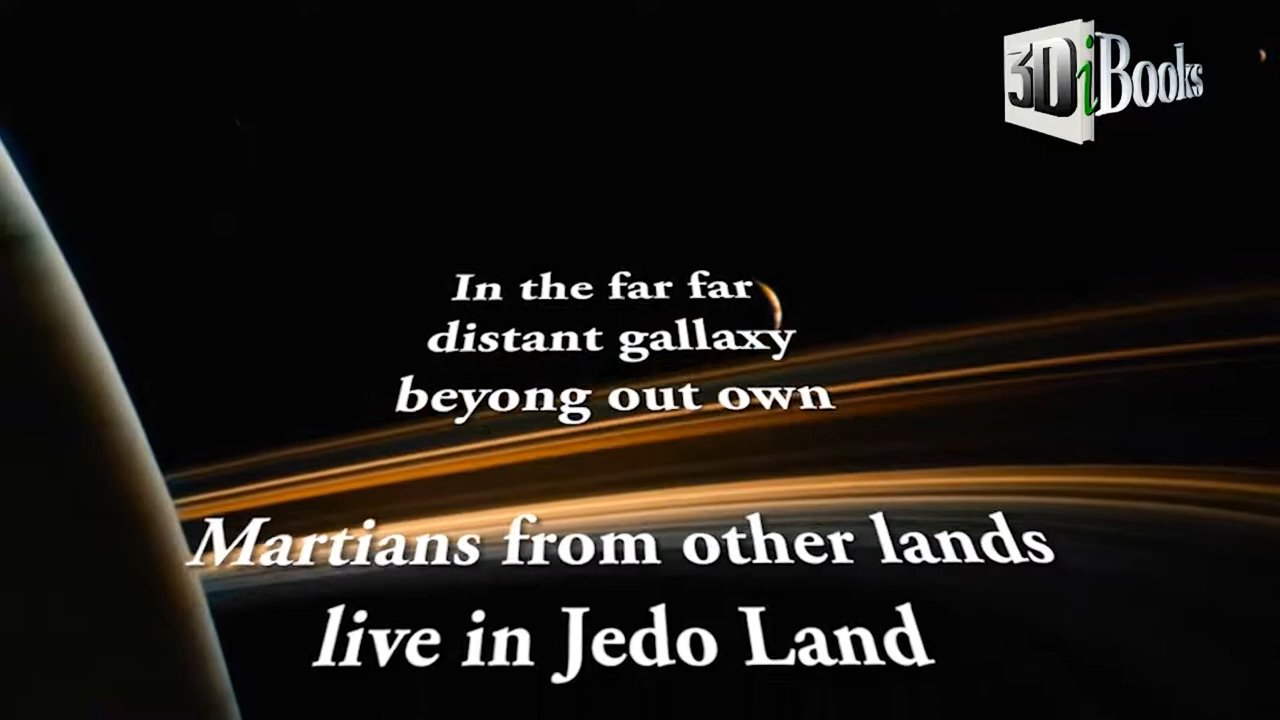 3DiBooks
In the far far
distant gallaxy
beyong out own
Martians from other lands
live in Jedo Land